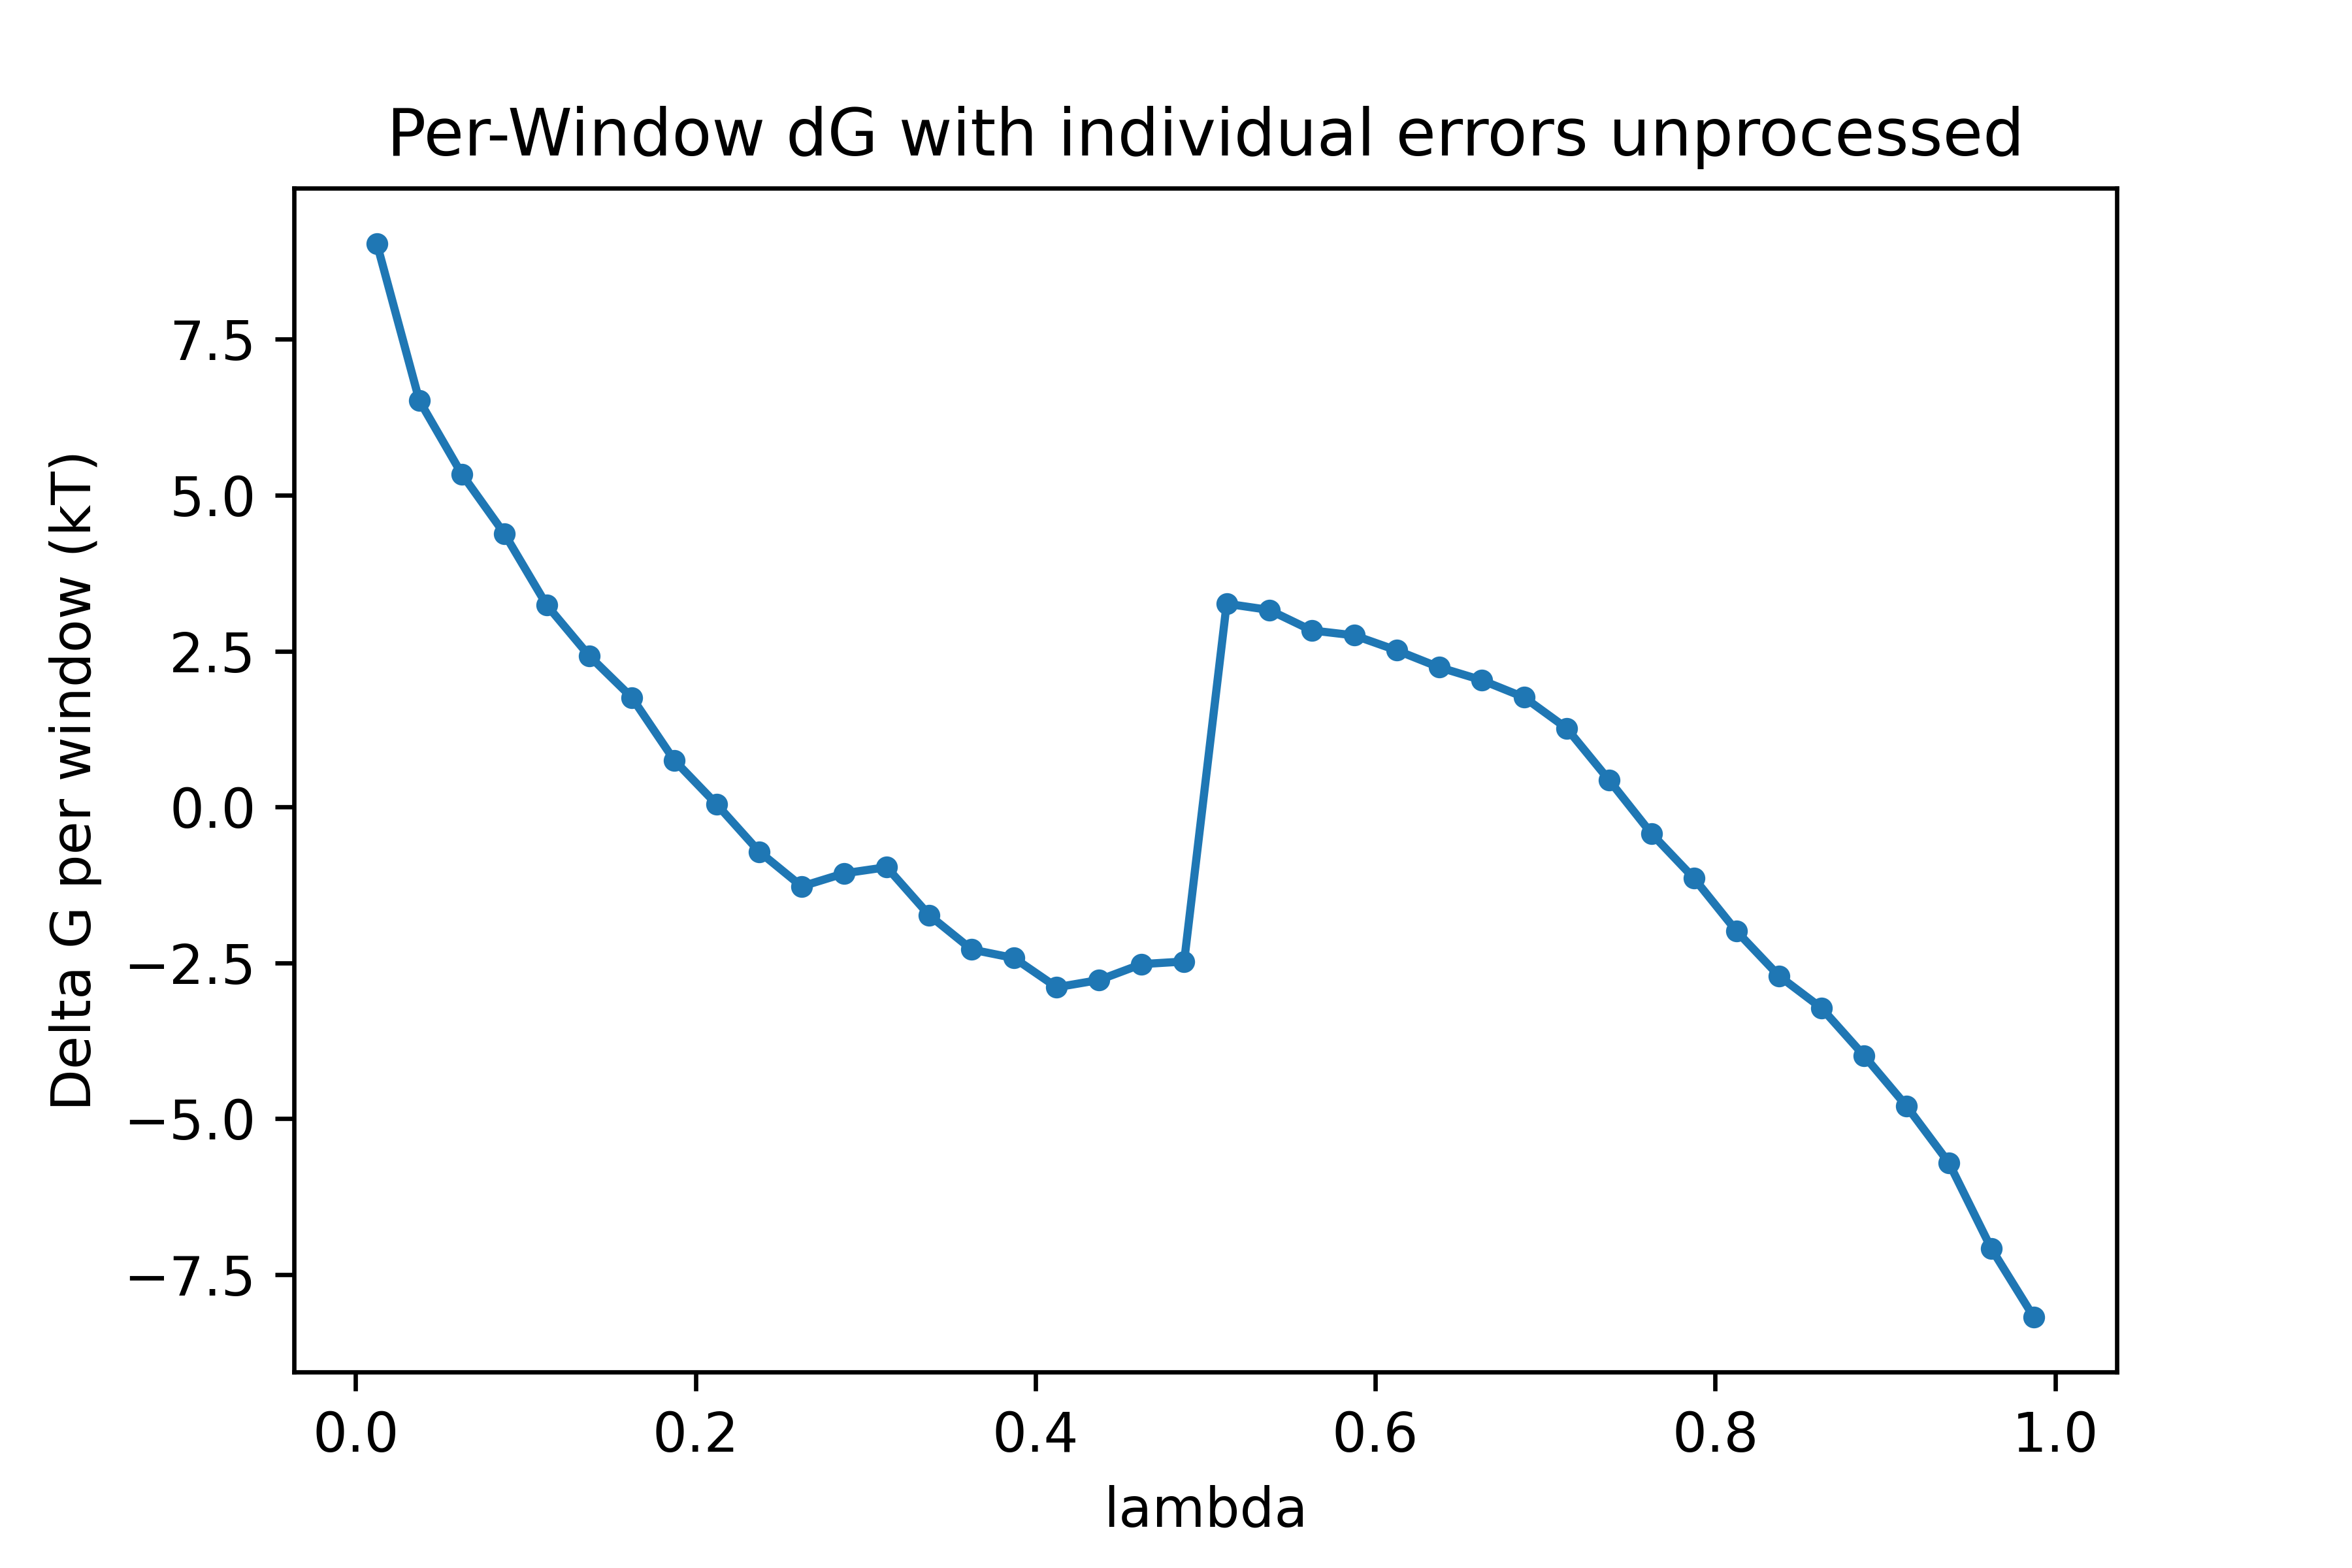 Per-Window dG with individual errors unprocessed
Delta G per window (kT)
7.5
5.0
2.5
0.0
−2.5
−5.0
−7.5
0.0 0.2 0.4 0.6 0.8 1.0
lambda